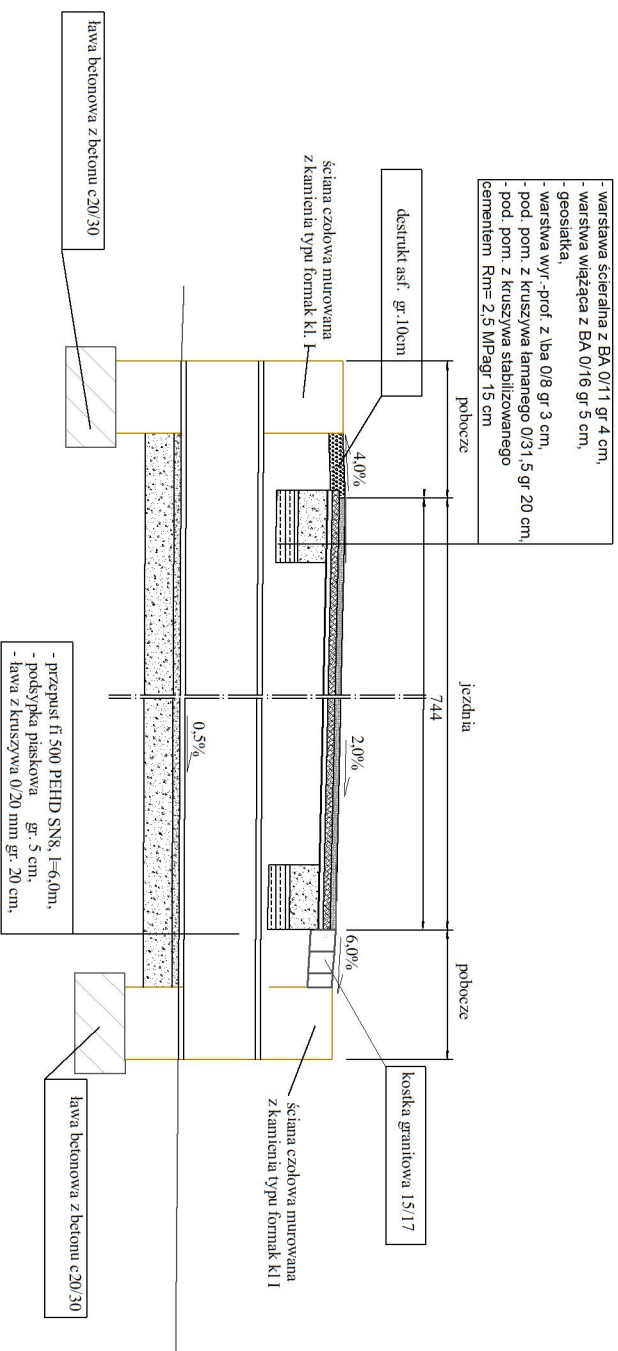 - warstawa ścieralna z BA 0/11 gr 4 cm,
- warstwa wiążąca z BA 0/16 gr 5 cm,
- geosiatka,
- warstwa wyr.-prof. z \ba 0/8 gr 3 cm,
- pod. pom. z kruszywa łamanego 0/31,5 gr 20 cm,
- pod. pom. z kruszywa stabilizowanego
cementem Rm= 2,5 MPagr 15 cm
pobocze
jezdnia
pobocze
744
destrukt asf. gr.10cm
kostka granitowa 15/17
4,0%
2,0%
6,0%
ściana czołowa murowana
z kamienia typu formak kl. I
ściana czołowa murowana
z kamienia typu formak kl I
0,5%
ława betonowa z betonu c20/30
- przepust fi 500 PEHD SN8, l=6,0m,
- podsypka piaskowa gr. 5 cm,
- ława z kruszywa 0/20 mm gr. 20 cm,
ława betonowa z betonu c20/30